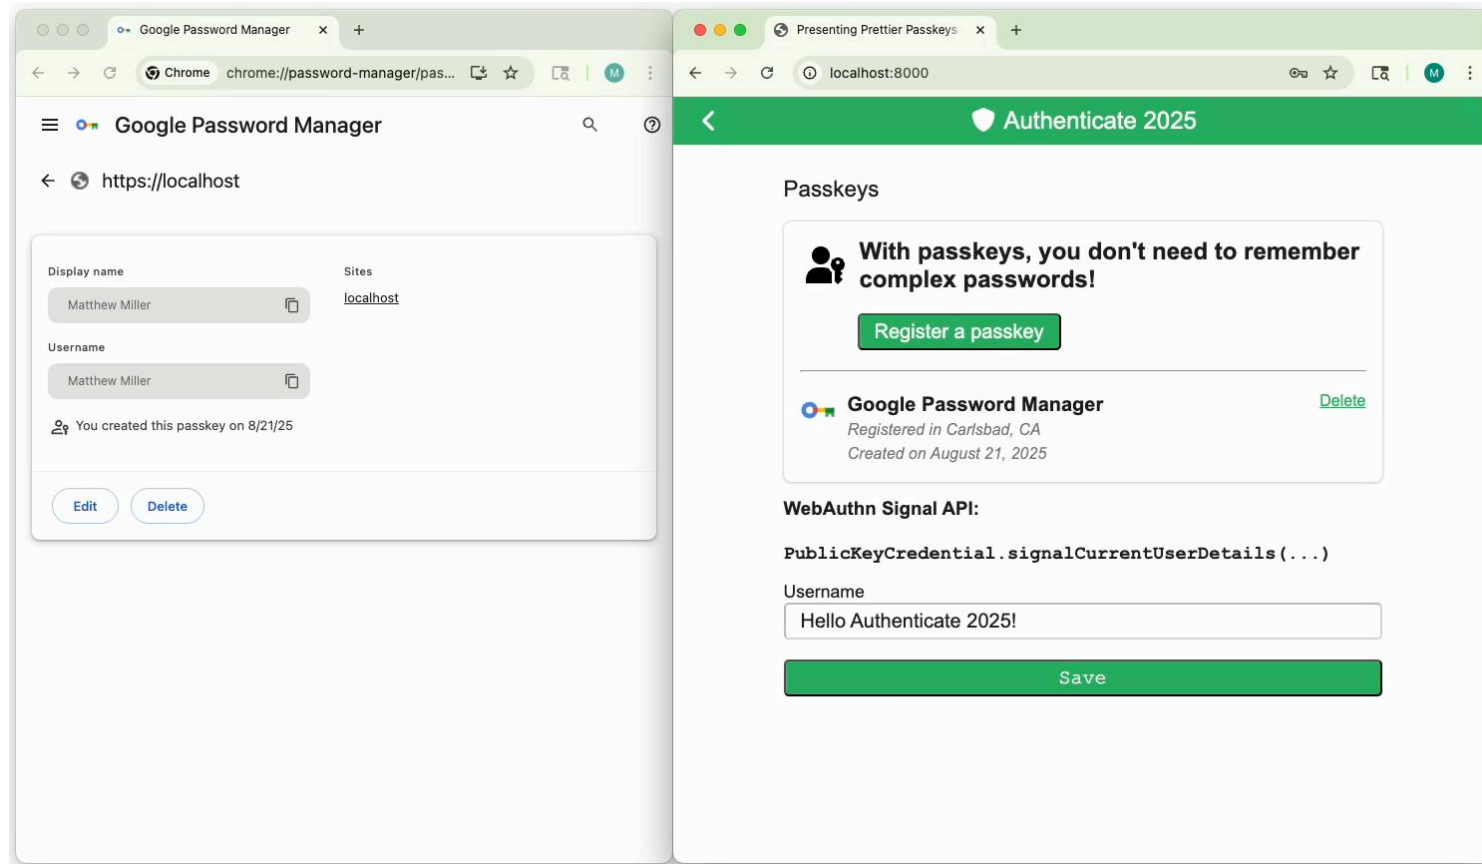 Google Password Manager
Chrome
chrome://password-manager/pas...
M
Google Password Manager
https://localhost
Display name
Sites
Matthew Miller
localhost
Username
Matthew Miller
You created this passkey on 8/21/25
Edit
Delete
Presenting Prettier Passkeys
localhost:8000
M
Authenticate 2025
Passkeys
With passkeys, you don't need to remember
complex passwords!
Register a passkey
Google Password Manager
Delete
Registered in Carlsbad, CA
Created on August 21, 2025
WebAuthn Signal API:
PublicKeyCredential.signalCurrentUserDetails(...)
Username
Hello Authenticate 2025!
Save